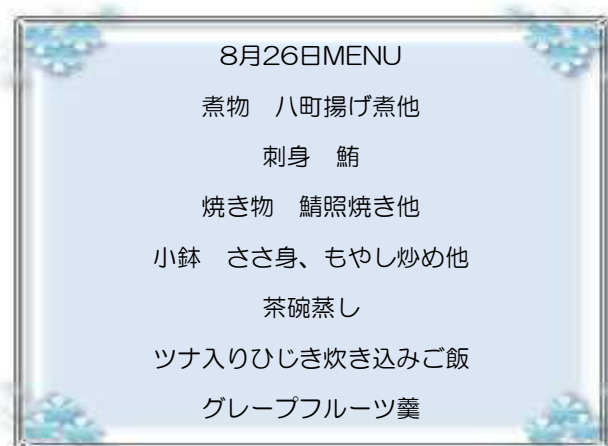 8月26日MENU
煮物　八町揚げ煮他
刺身　鮪
焼き物　鯖照焼き他
小鉢　ささ身、もやし炒め他
茶碗蒸し
ツナ入りひじき炊き込みご飯
グレープフルーツ羹